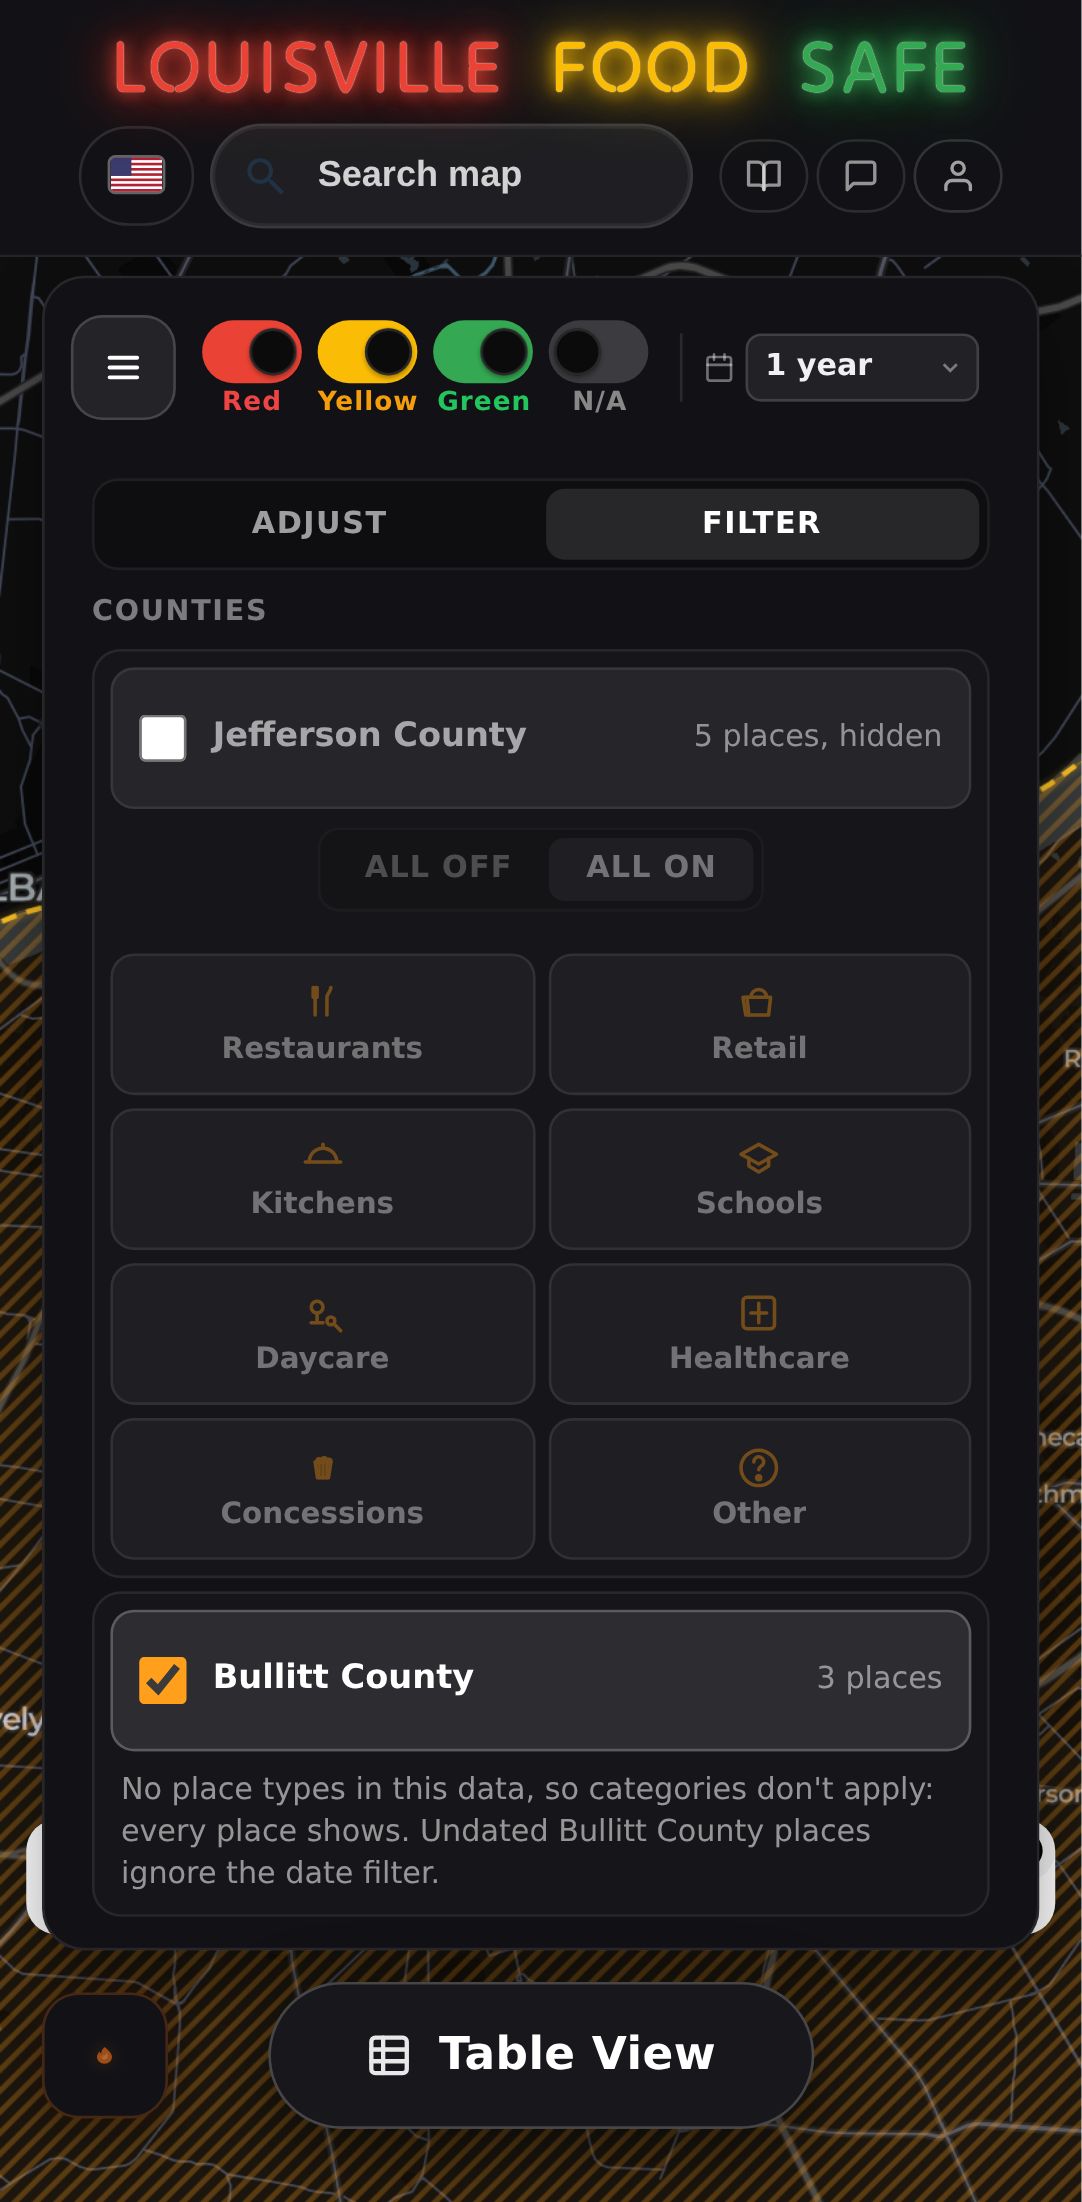 LOUISVILLE FOOD SAFE
Search map
Red Yellow Green N/A
1 year
ADJUST FILTER
COUNTIES
Jefferson County 5 places, hidden
ALL OFF ALL ON
Restaurants Retail
Kitchens Schools
Daycare Healthcare
Concessions Other
Bullitt County 3 places
No place types in this data, so categories don't apply:
every place shows. Undated Bullitt County places
ignore the date filter.
Table View